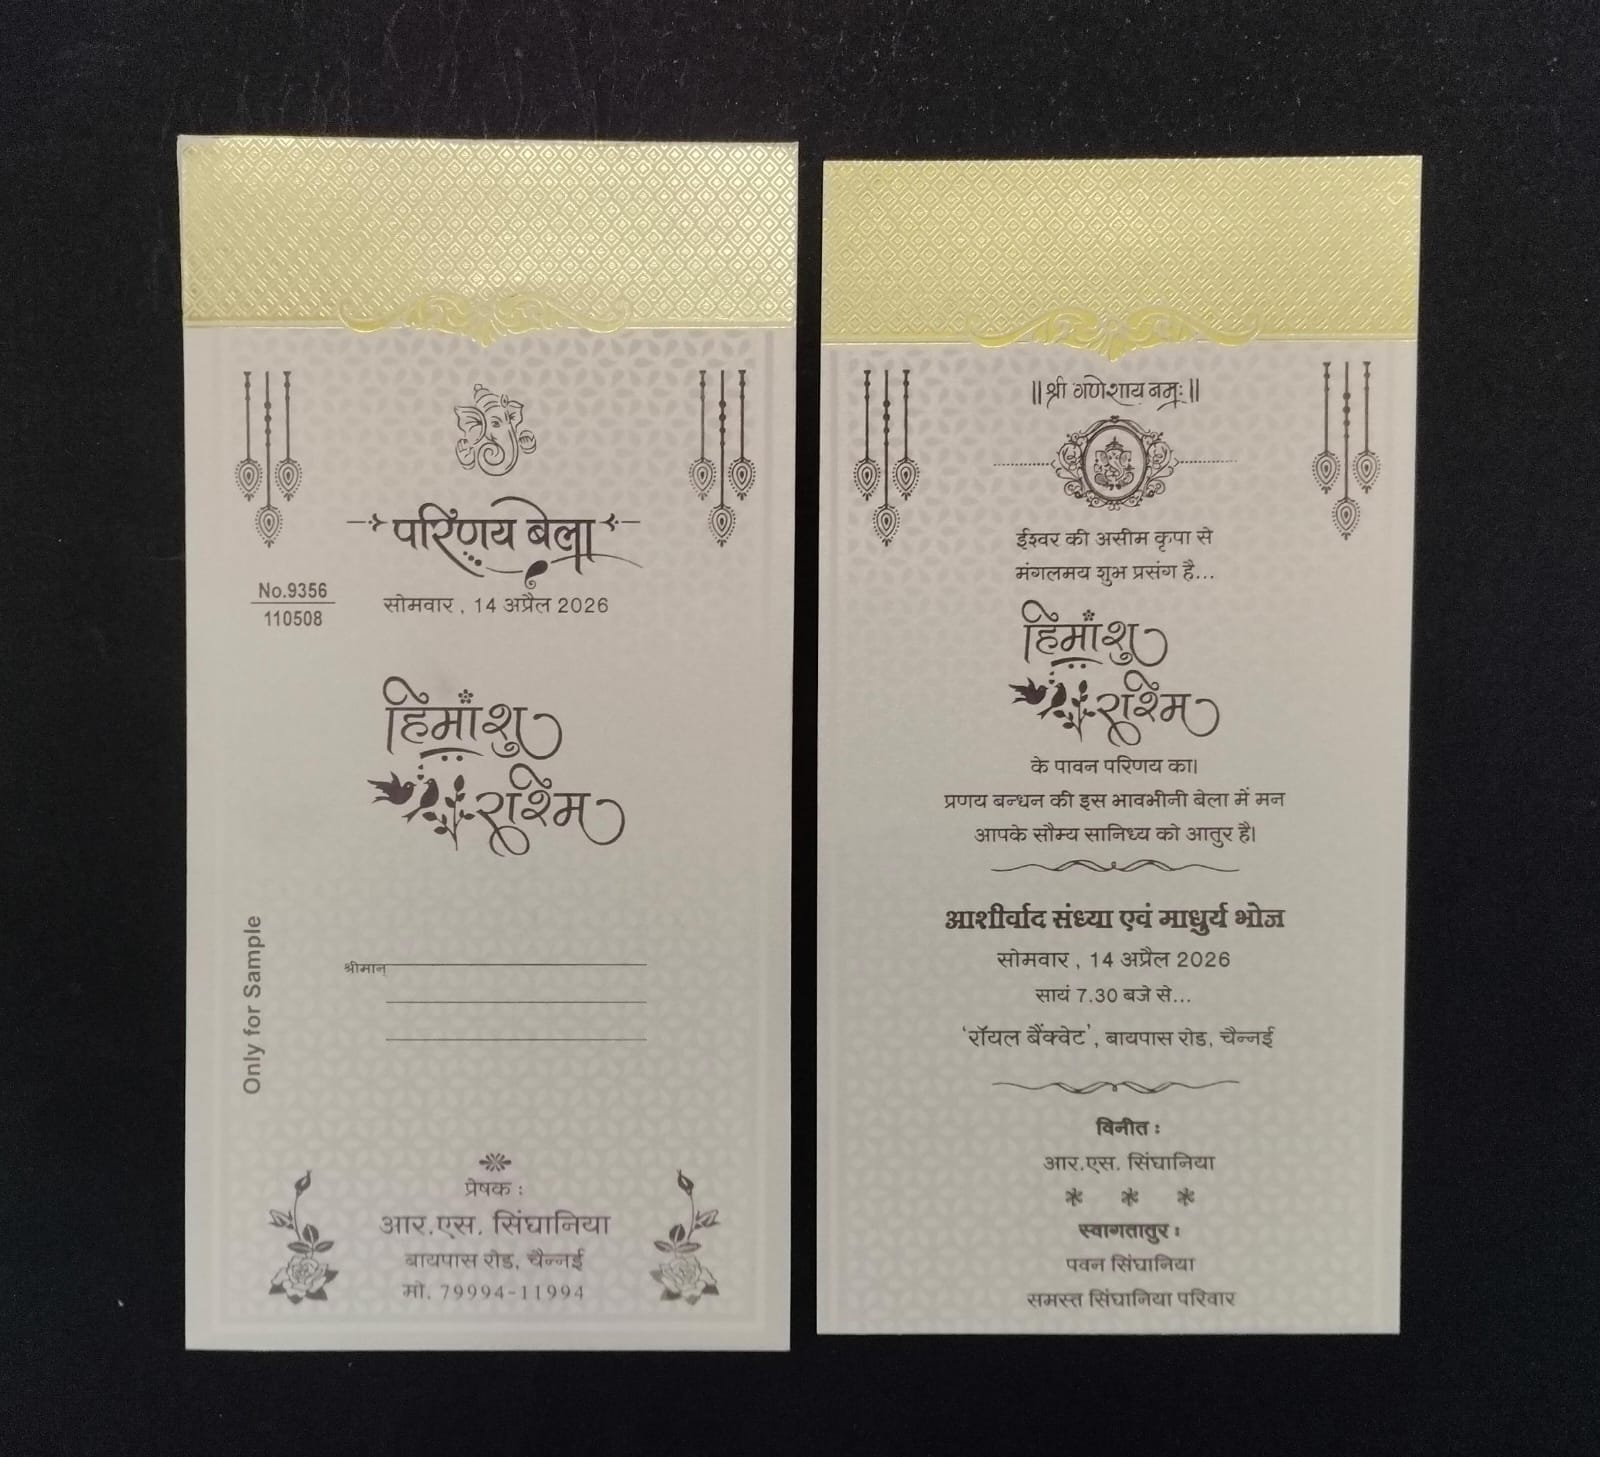 परिणय बेला
No.9356
110508
सोमवार , 14 अप्रैल 2026
हिमांशु
रश्मि
Only for Sample
श्रीमान्
प्रेषक :
आर.एस. सिंघानिया
बायपास रोड, चैन्नई
मो. 79994-11994
||श्री गणेशाय नमः||
ईश्वर की असीम कृपा से
मंगलमय शुभ प्रसंग है...
हिमांशु
रश्मि
के पावन परिणय का।
प्रणय बन्धन की इस भावभीनी बेला में मन
आपके सौम्य सानिध्य को आतुर है।
आशीर्वाद संध्या एवं माधुर्य भोज
सोमवार , 14 अप्रैल 2026
सायं 7.30 बजे से...
‘रॉयल बैंक्वेट’, बायपास रोड, चैन्नई
विनीत :
आर.एस. सिंघानिया
स्वागतातुर :
पवन सिंघानिया
समस्त सिंघानिया परिवार